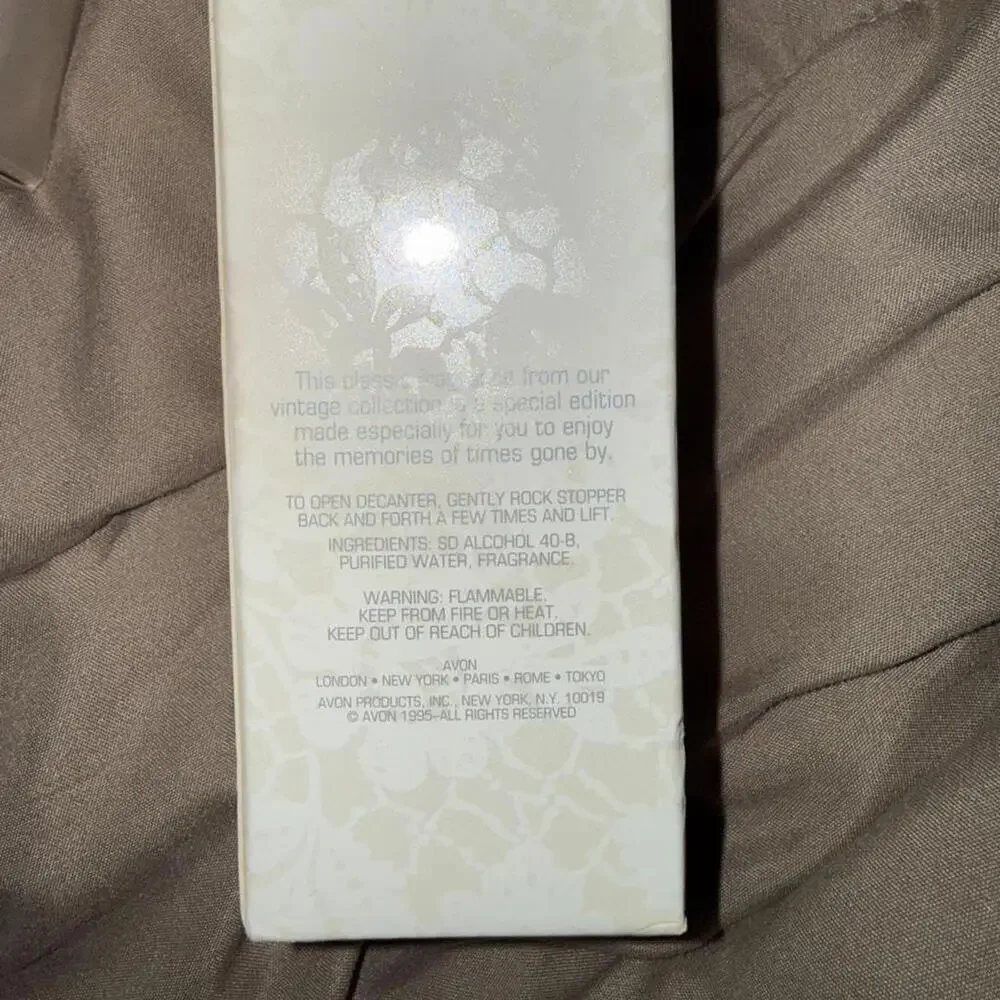 This classic fragrance from our
vintage collection is a special edition
made especially for you to enjoy
the memories of times gone by.
TO OPEN DECANTER, GENTLY ROCK STOPPER
BACK AND FORTH A FEW TIMES AND LIFT.
INGREDIENTS: SD ALCOHOL 40-B,
PURIFIED WATER, FRAGRANCE.
WARNING: FLAMMABLE.
KEEP FROM FIRE OR HEAT.
KEEP OUT OF REACH OF CHILDREN.
AVON
LONDON • NEW YORK • PARIS • ROME • TOKYO
AVON PRODUCTS, INC., NEW YORK, N.Y. 10019
© AVON 1995-ALL RIGHTS RESERVED